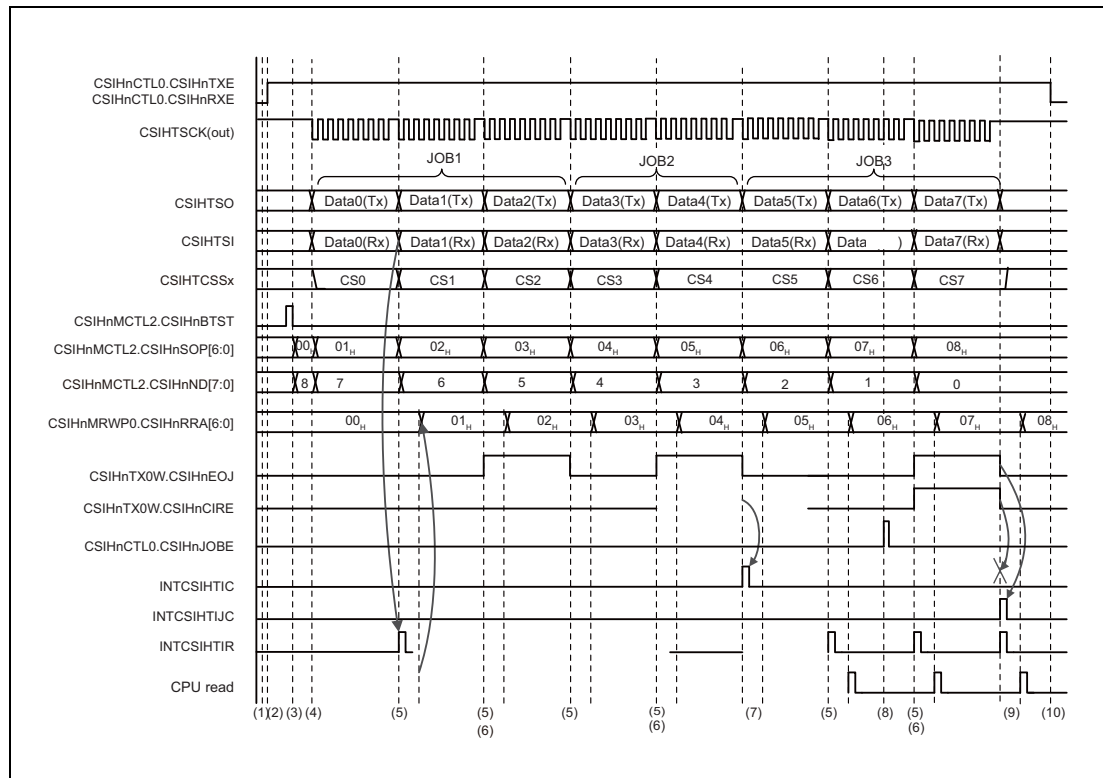 CSIHnCTL0.CSIHnTXE
CSIHnCTL0.CSIHnRXE
CSIHTSCK(out)
JOB1 JOB2 JOB3
CSIHTSO Data0(Tx) Data1(Tx) Data2(Tx) Data3(Tx) Data4(Tx) Data5(Tx) Data6(Tx) Data7(Tx)
CSIHTSI Data0(Rx) Data1(Rx) Data2(Rx) Data3(Rx) Data4(Rx) Data5(Rx) Data ) Data7(Rx)
CSIHTCSSx CS0 CS1 CS2 CS3 CS4 CS5 CS6 CS7
CSIHnMCTL2.CSIHnBTST
CSIHnMCTL2.CSIHnSOP[6:0] 00H 01H 02H 03H 04H 05H 06H 07H 08H
CSIHnMCTL2.CSIHnND[7:0] 8 7 6 5 4 3 2 1 0
CSIHnMRWP0.CSIHnRRA[6:0] 00H 01H 02H 03H 04H 05H 06H 07H 08H
CSIHnTX0W.CSIHnEOJ
CSIHnTX0W.CSIHnCIRE
CSIHnCTL0.CSIHnJOBE
INTCSIHTIC
INTCSIHTIJC
INTCSIHTIR
CPU read
(1) (2) (3) (4) (5) (5) (5) (5) (7) (5) (8) (5) (9) (10)
(6) (6) (6)